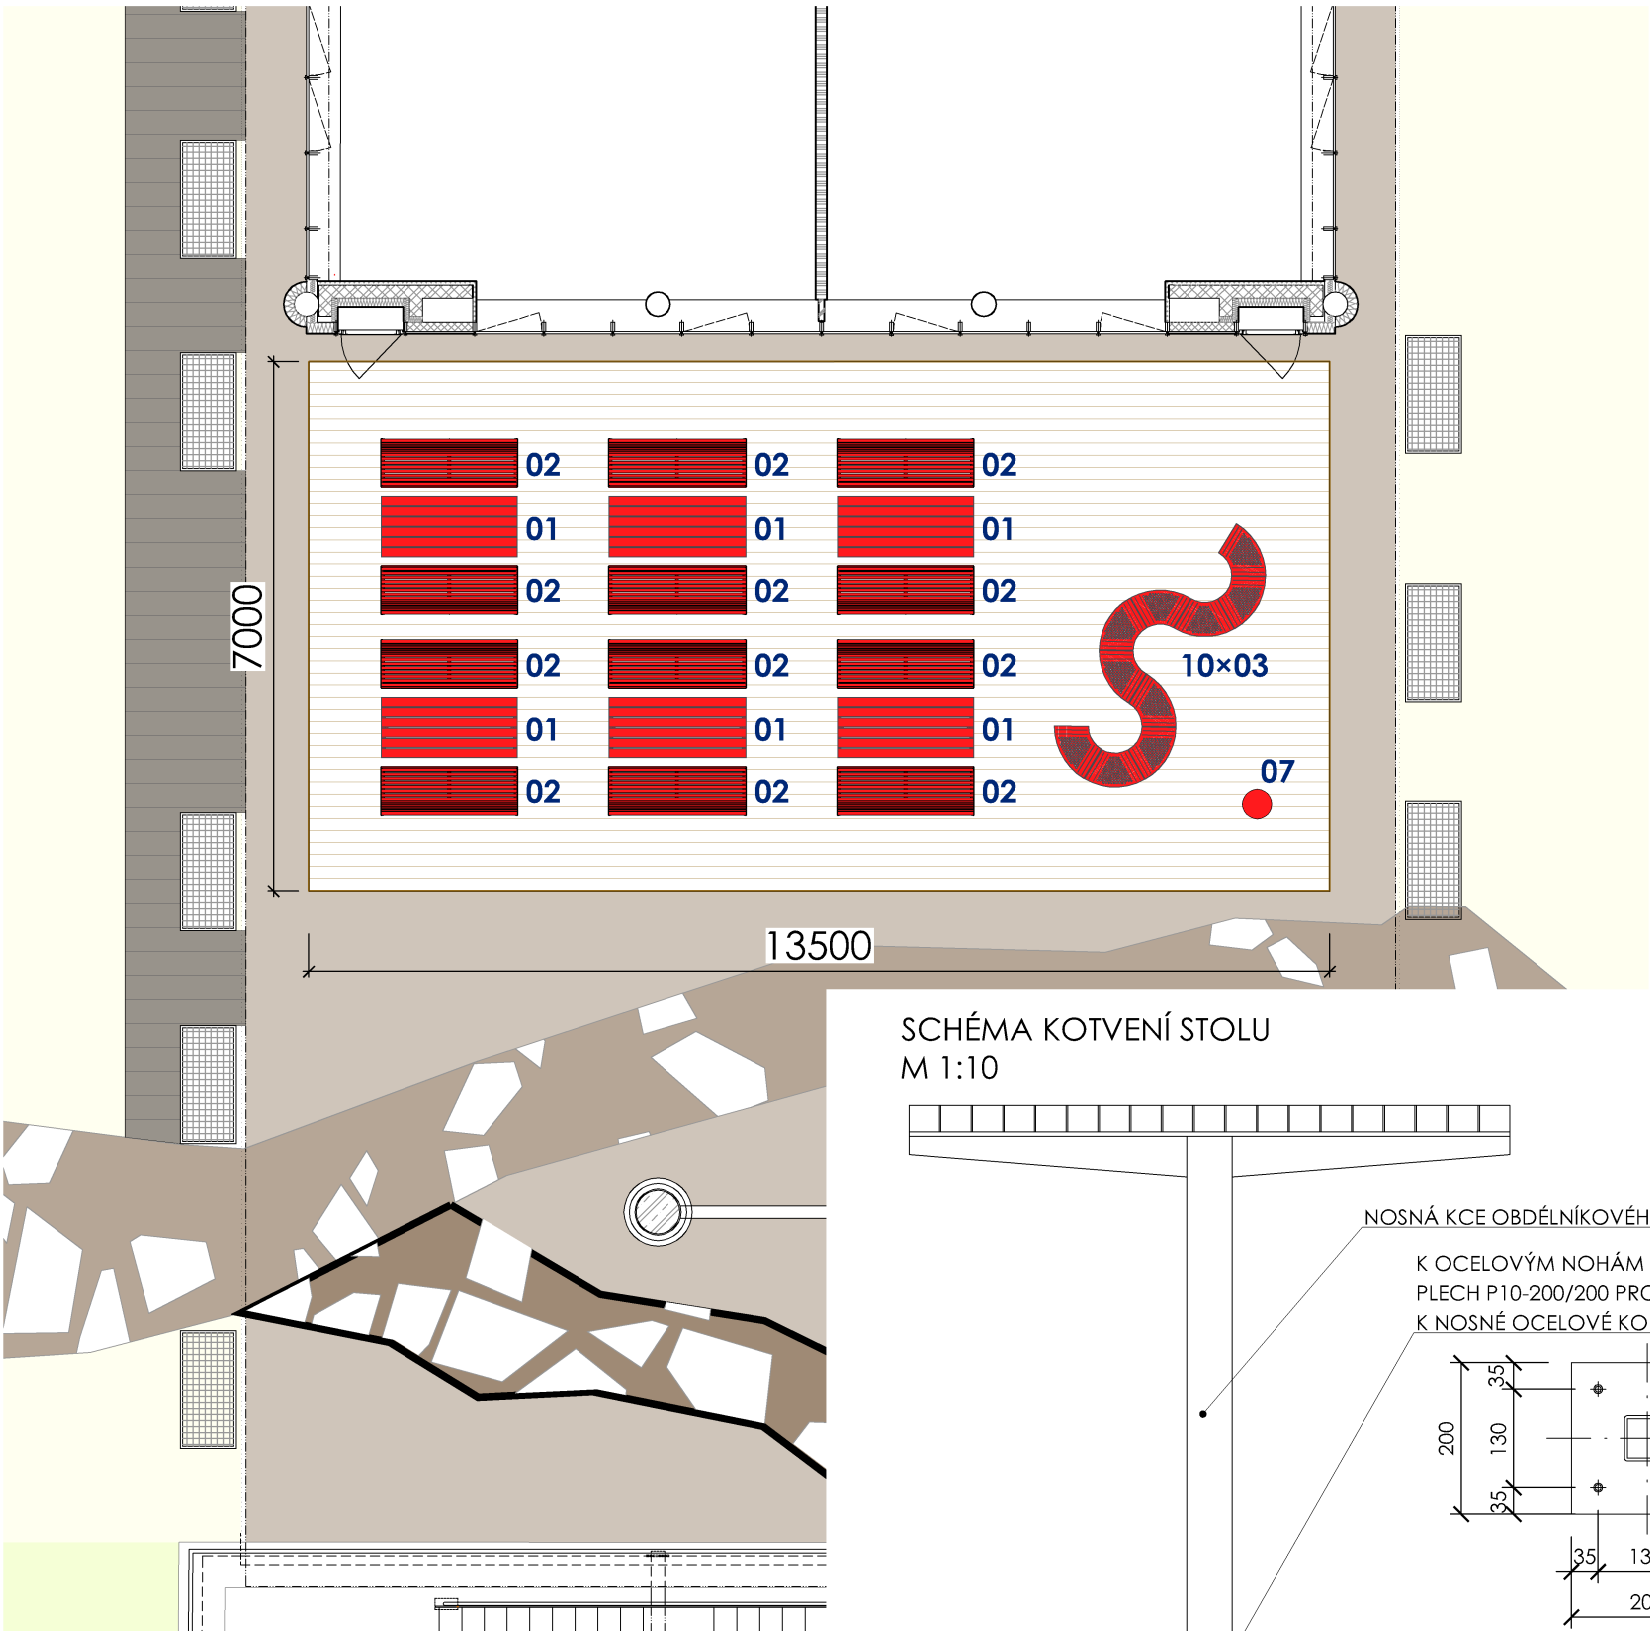 02 02 02
01 01 01
02 02 02
7000
02 02 02
10×03
01 01 01
07
02 02 02
13500
SCHÉMA KOTVENÍ STOLU
M 1:10
NOSNÁ KCE OBDÉLNÍKOVÉH
K OCELOVÝM NOHÁM
PLECH P10-200/200 PRO
K NOSNÉ OCELOVÉ KO
35
200
130
35
35 13
20